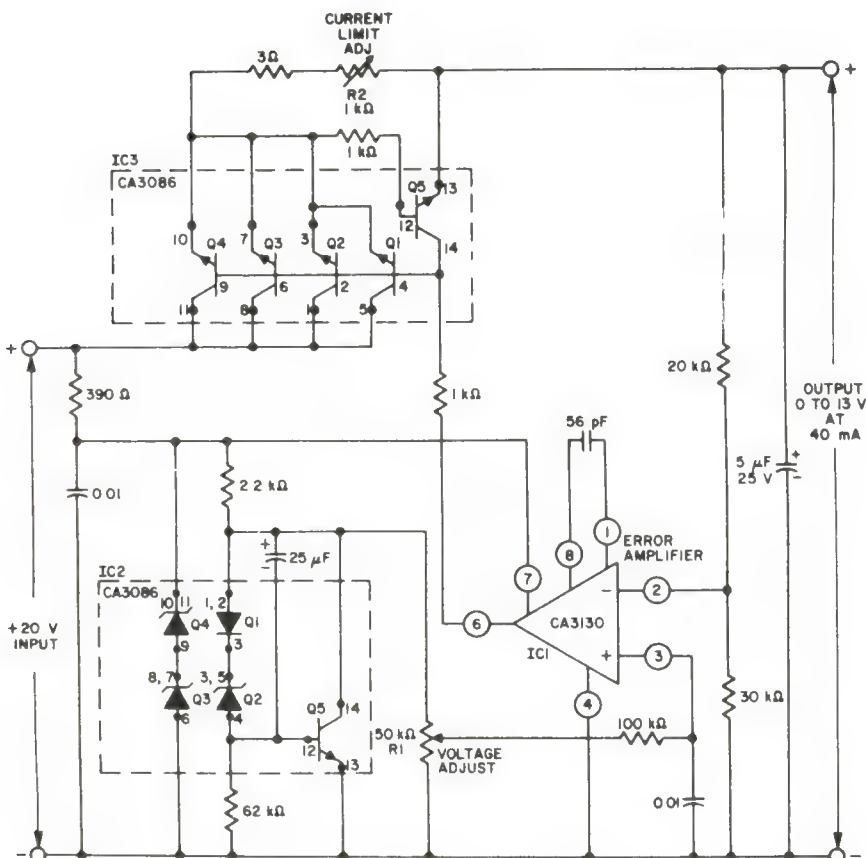 CURRENT
LIMIT
ADJ
3Ω
R2
1 kΩ
1 kΩ
IC3
CA3086
Q5
13
12
14
10
Q4
7
Q3
3
Q2
Q1
9
6
2
4
11
8
1
5
+
+
390 Ω
1 kΩ
20 kΩ
OUTPUT
0 TO 13 V
AT
40 mA
56 pF
5 µF
25 V
+
-
0.01
2.2 kΩ
+
-
25 µF
1
ERROR
AMPLIFIER
8
7
IC2
CA3086
10, 11
Q4
1, 2
Q1
9
3
6
CA3130
IC1
-
2
+
3
+20 V
INPUT
8, 7
Q3
3, 5
Q2
6
4
Q5
14
12
13
50 kΩ
R1
VOLTAGE
ADJUST
4
100 kΩ
30 kΩ
62 kΩ
0.01
-
-